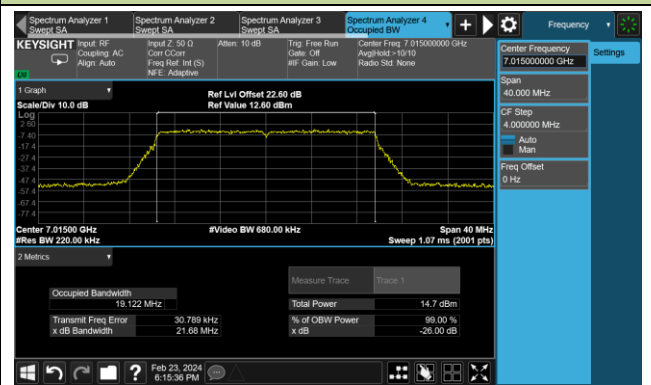 Spectrum Analyzer 1
Swept SA
Spectrum Analyzer 2
Swept SA
Spectrum Analyzer 3
Swept SA
Spectrum Analyzer 4
Occupied BW
Frequency
KEYSIGHT
Input: RF
Coupling: AC
Align: Auto
Input Z: 50 Ω
Corr CCorr
Freq Ref: Int (S)
NFE: Adaptive
Atten: 10 dB
Trig: Free Run
Gate: Off
#IF Gain: Low
Center Freq: 7.015000000 GHz
Avg|Hold:>10/10
Radio Std: None
Center Frequency
7.015000000 GHz
Settings
Span
40.000 MHz
CF Step
4.000000 MHz
Auto
Man
Freq Offset
0 Hz
1 Graph
Scale/Div 10.0 dB
Ref Lvl Offset 22.60 dB
Ref Value 12.60 dBm
Log
2.60
-7.40
-17.4
-27.4
-37.4
-47.4
-57.4
-67.4
-77.4
Center 7.01500 GHz
#Res BW 220.00 kHz
#Video BW 680.00 kHz
Span 40 MHz
Sweep 1.07 ms (2001 pts)
2 Metrics
Measure Trace
Trace 1
Occupied Bandwidth
19.122 MHz
Total Power
14.7 dBm
Transmit Freq Error
30.789 kHz
% of OBW Power
99.00 %
x dB Bandwidth
21.68 MHz
x dB
-26.00 dB
Feb 23, 2024
6:15:36 PM